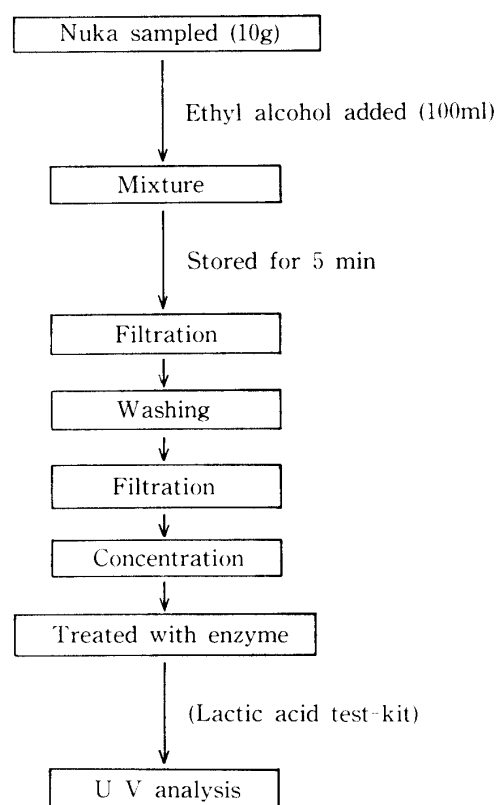 Nuka sampled (10g)
Ethyl alcohol added (100ml)
Mixture
Stored for 5 min
Filtration
Washing
Filtration
Concentration
Treated with enzyme
(Lactic acid test-kit)
U V analysis